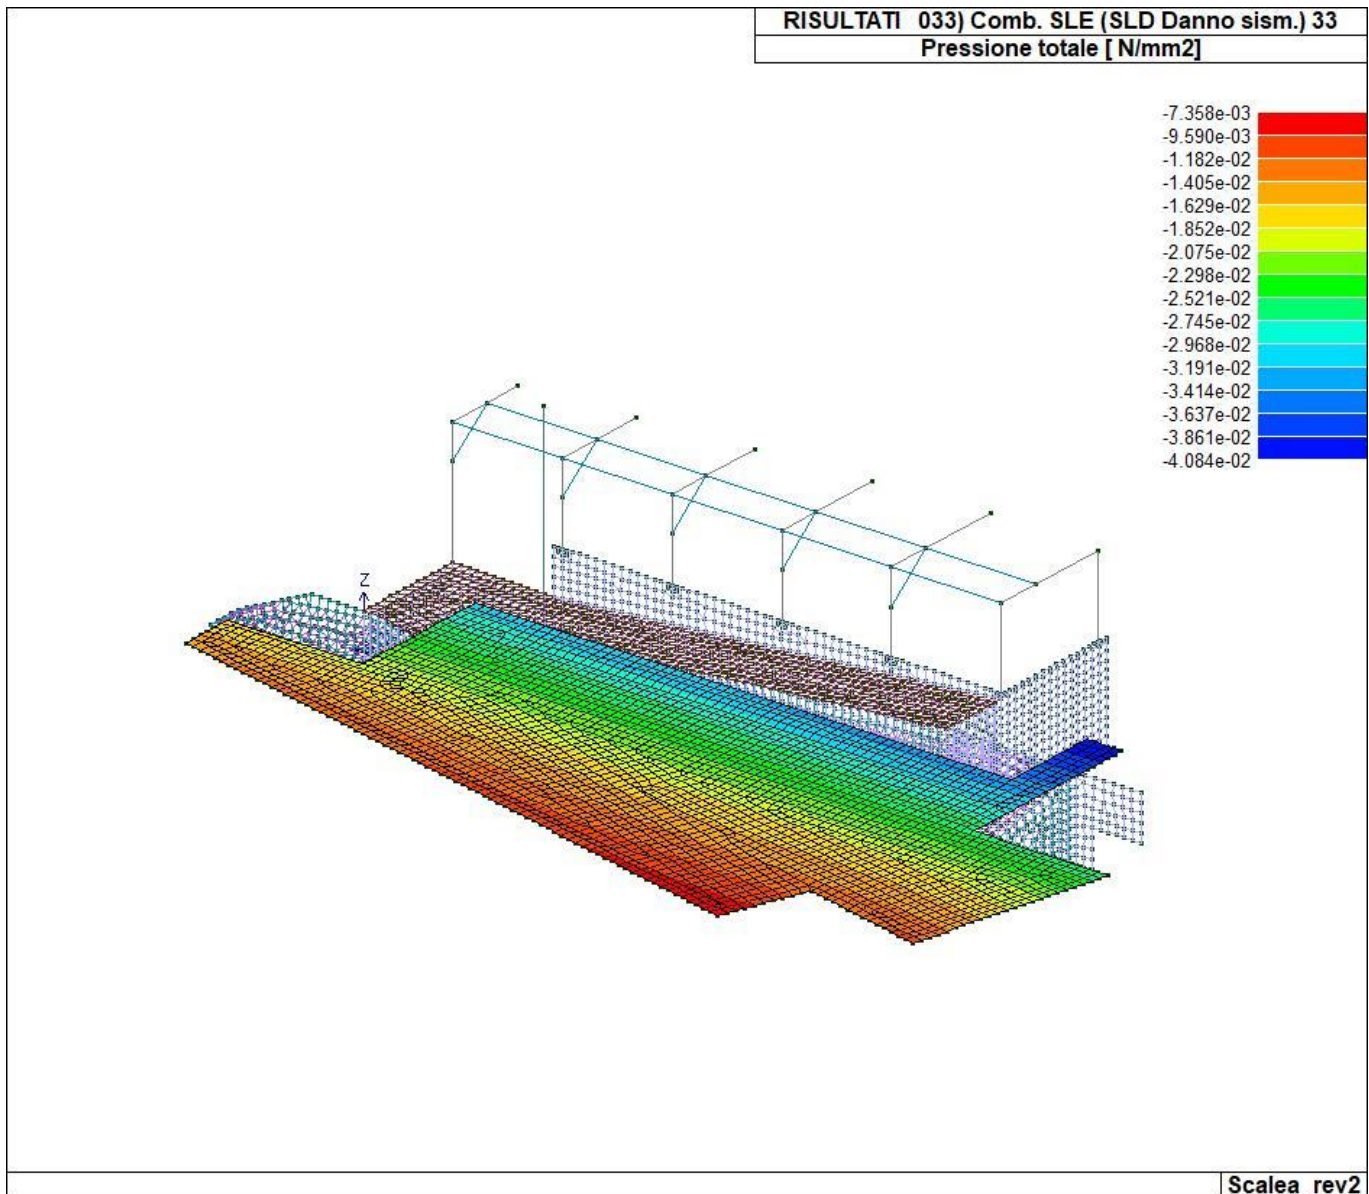 RISULTATI 033) Comb. SLE (SLD Danno sism.) 33
Pressione totale [ N/mm2]
-7.358e-03
-9.590e-03
-1.182e-02
-1.405e-02
-1.629e-02
-1.852e-02
-2.075e-02
-2.298e-02
-2.521e-02
-2.745e-02
-2.968e-02
-3.191e-02
-3.414e-02
-3.637e-02
-3.861e-02
-4.084e-02
Z
Scalea_rev2